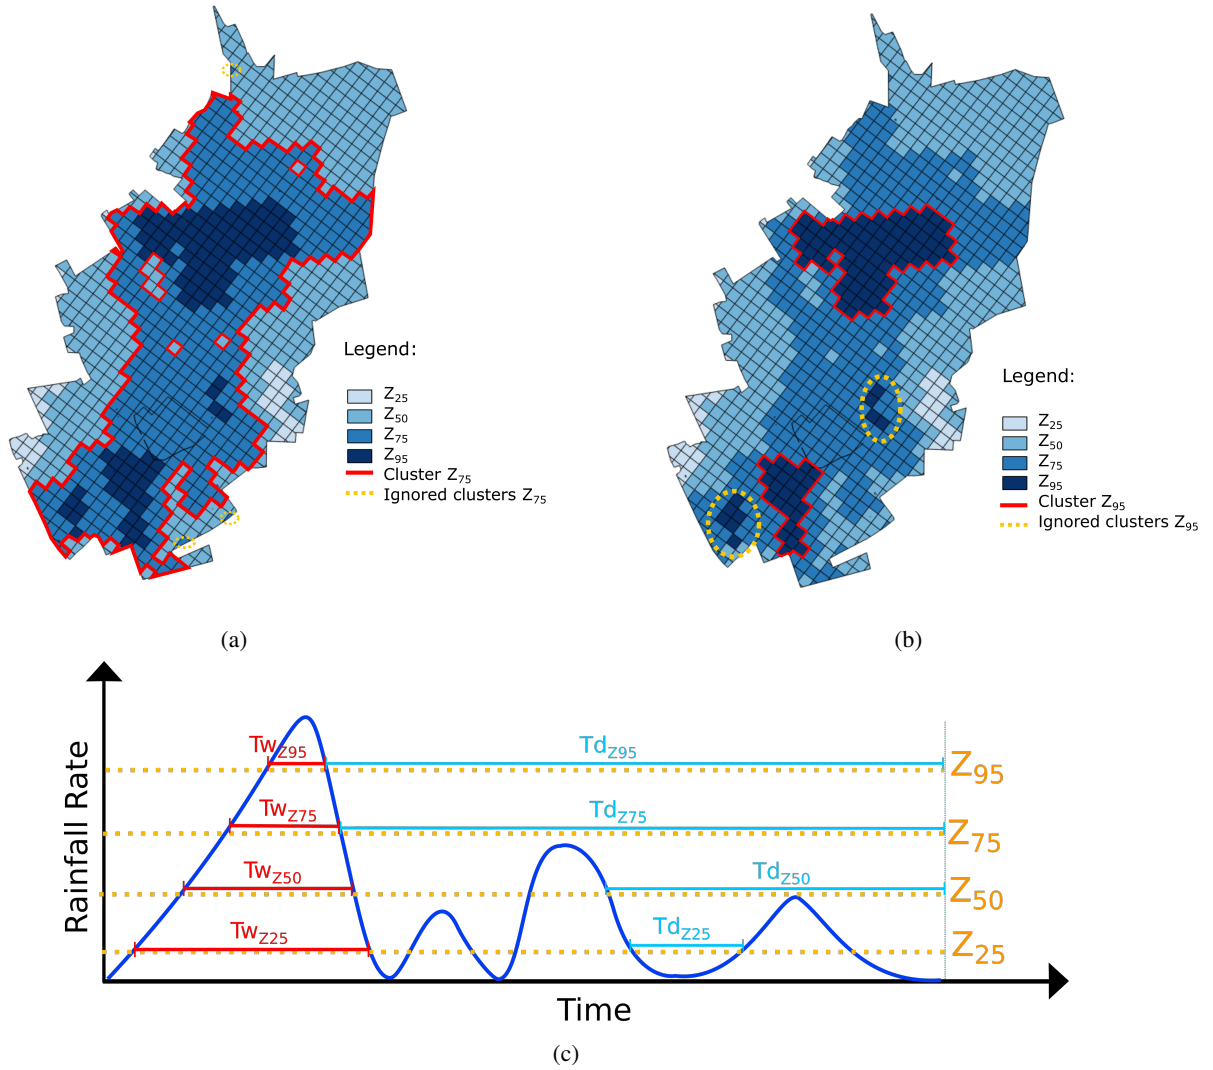 Legend:
Z25
Z50
Z75
Z95
Cluster Z75
Ignored clusters Z75
(a)
Legend:
Z25
Z50
Z75
Z95
Cluster Z95
Ignored clusters Z95
(b)
Rainfall Rate
TwZ95
TdZ95
Z95
TwZ75
TdZ75
Z75
TwZ50
TdZ50
Z50
TwZ25
TdZ25
Z25
Time
(c)